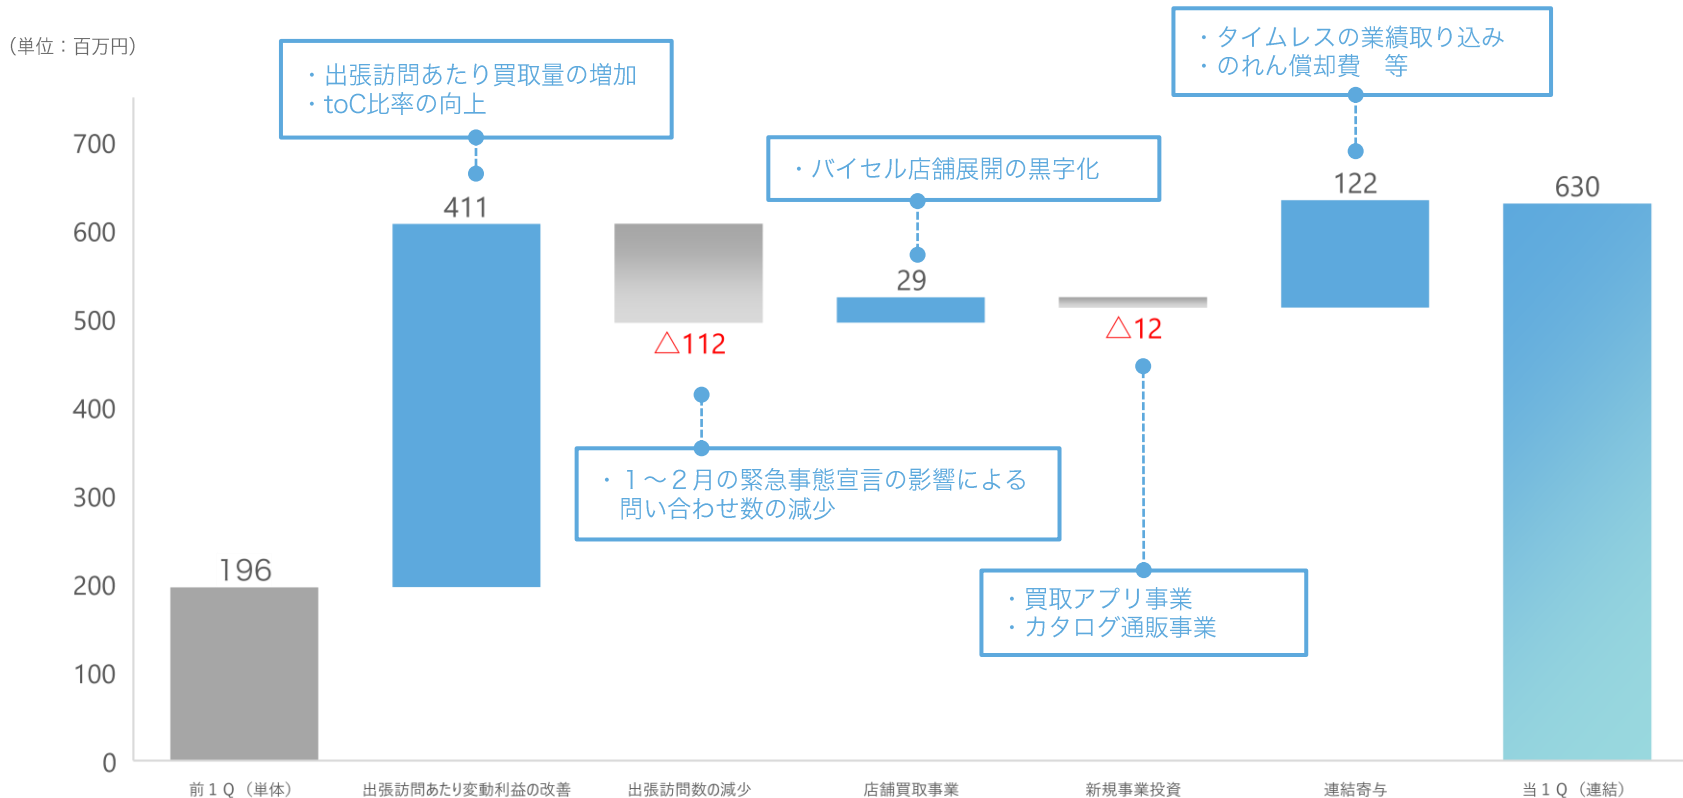 （単位：百万円）
・出張訪問あたり買取量の増加
・toC比率の向上
・タイムレスの業績取り込み
・のれん償却費　等
・バイセル店舗展開の黒字化
700
600
500
400
300
200
100
0
196
411
△112
29
△12
122
630
・１～２月の緊急事態宣言の影響による
問い合わせ数の減少
・買取アプリ事業
・カタログ通販事業
前１Ｑ（単体）
出張訪問あたり変動利益の改善
出張訪問数の減少
店舗買取事業
新規事業投資
連結寄与
当１Ｑ（連結）